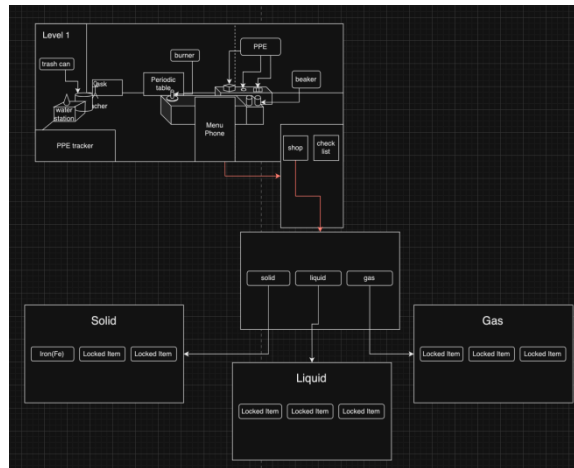 Level 1
burner
PPE
trash can
beaker
Periodic
table
water
station
Menu
Phone
PPE tracker
shop
check
list
solid
liquid
gas
Solid
Iron(Fe)
Locked Item
Locked Item
Gas
Locked Item
Locked Item
Locked Item
Liquid
Locked Item
Locked Item
Locked Item